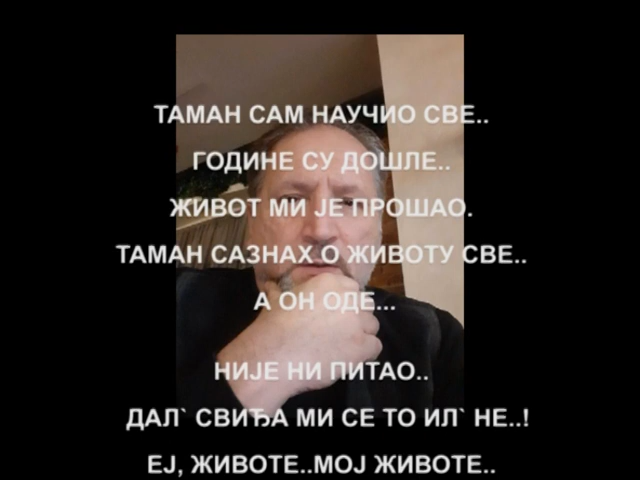 ТАМАН САМ НАУЧИО СВЕ..
ГОДИНЕ СУ ДОШЛЕ..
ЖИВОТ МИ ЈЕ ПРОШАО.
ТАМАН САЗНАХ О ЖИВОТУ СВЕ..
А ОН ОДЕ...
НИЈЕ НИ ПИТАО..
ДАЛ` СВИЂА МИ СЕ ТО ИЛ` НЕ..!
ЕЈ, ЖИВОТЕ..МОЈ ЖИВОТЕ..